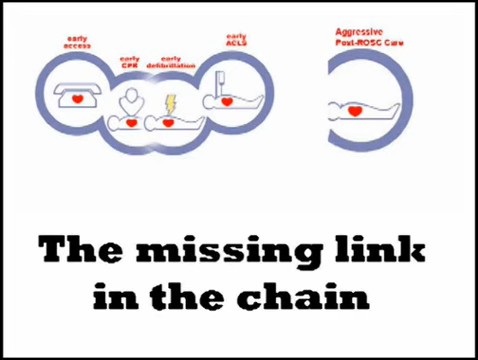 early
access
early
CPR
early
defibrillation
early
ACLS
Aggressive
Post-ROSC Care
The missing link
in the chain